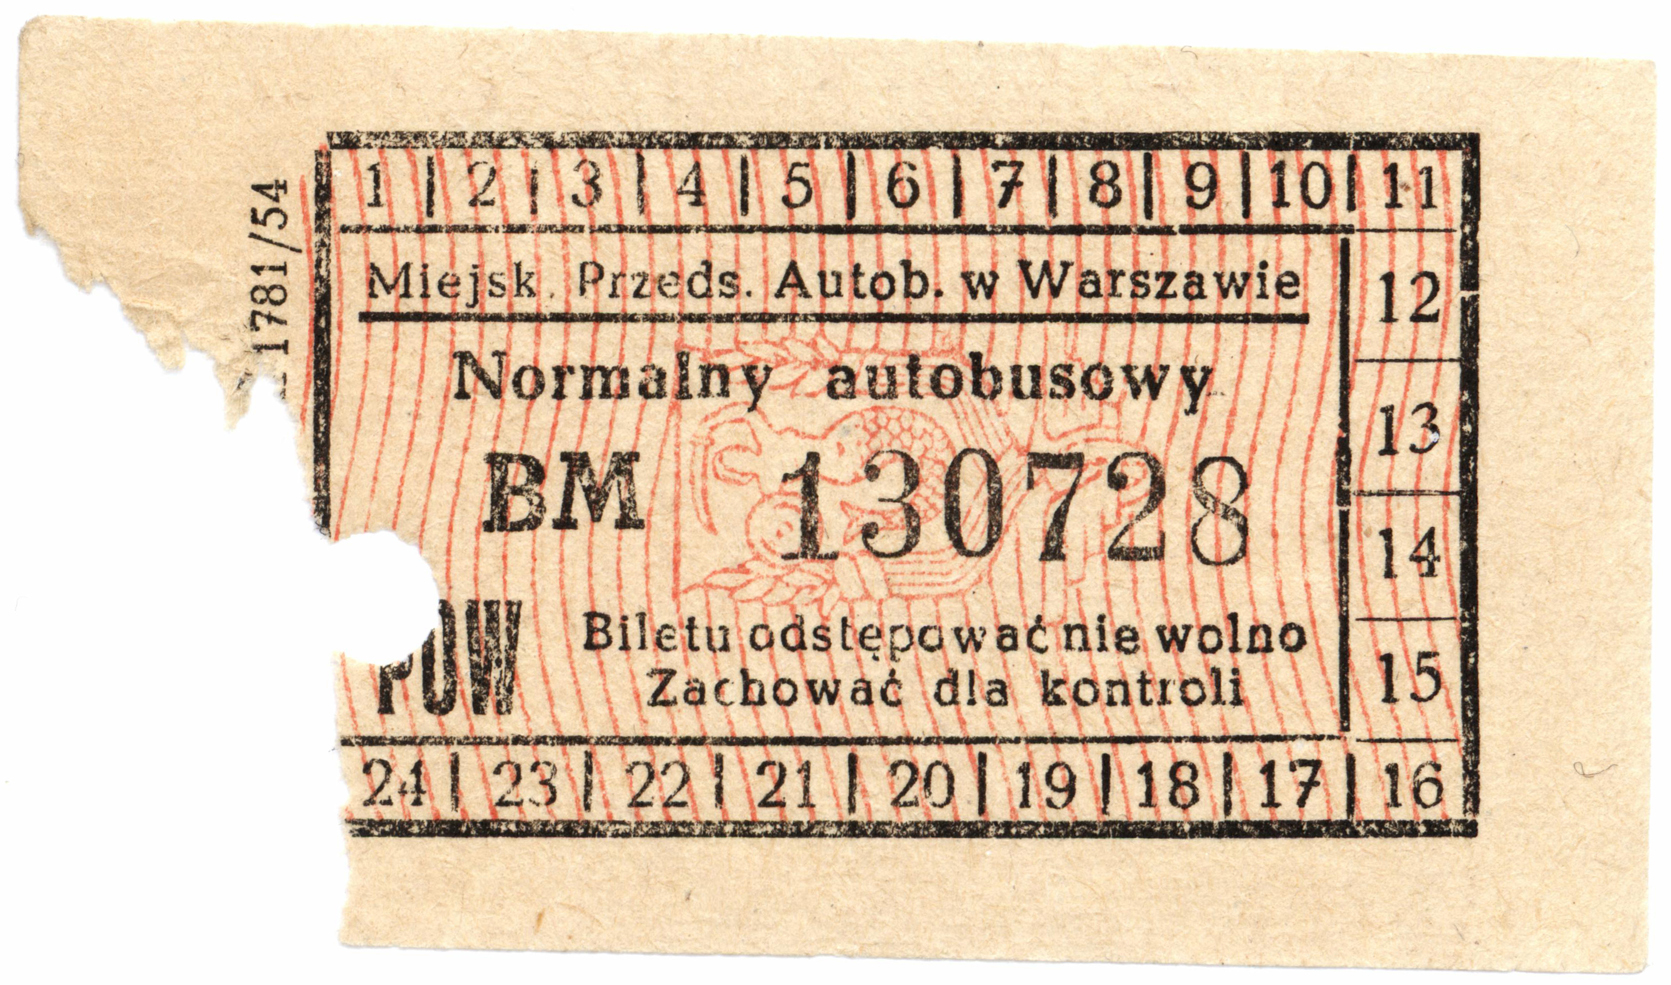 1781/54
1 | 2 | 3 | 4 | 5 | 6 | 7 | 8 | 9 | 10 | 11
Miejsk. Przeds. Autob. w Warszawie
12
Normalny autobusowy
13
BM 130728
14
POW
Biletu odstępować nie wolno
Zachować dla kontroli
15
24 | 23 | 22 | 21 | 20 | 19 | 18 | 17 | 16